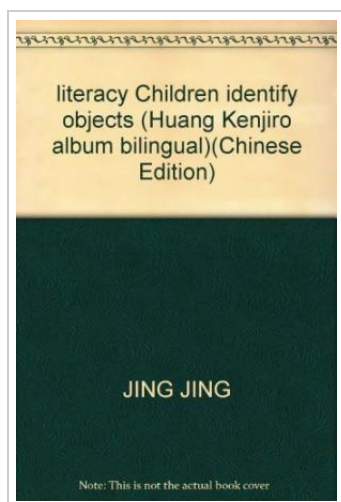 literacy Children identify
objects (Huang Kenjiro
album bilingual)(Chinese
Edition)
JING JING
Note: This is not the actual book cover